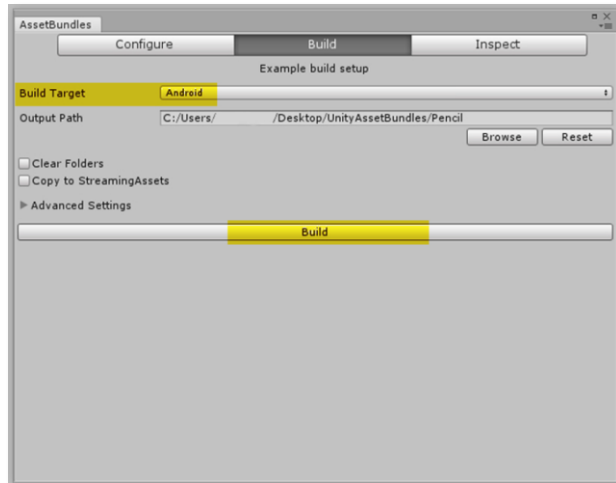 AssetBundles
Configure Build Inspect
Example build setup
Build Target Android
Output Path C:/Users/ /Desktop/UnityAssetBundles/Pencil
Browse Reset
Clear Folders
Copy to StreamingAssets
Advanced Settings
Build